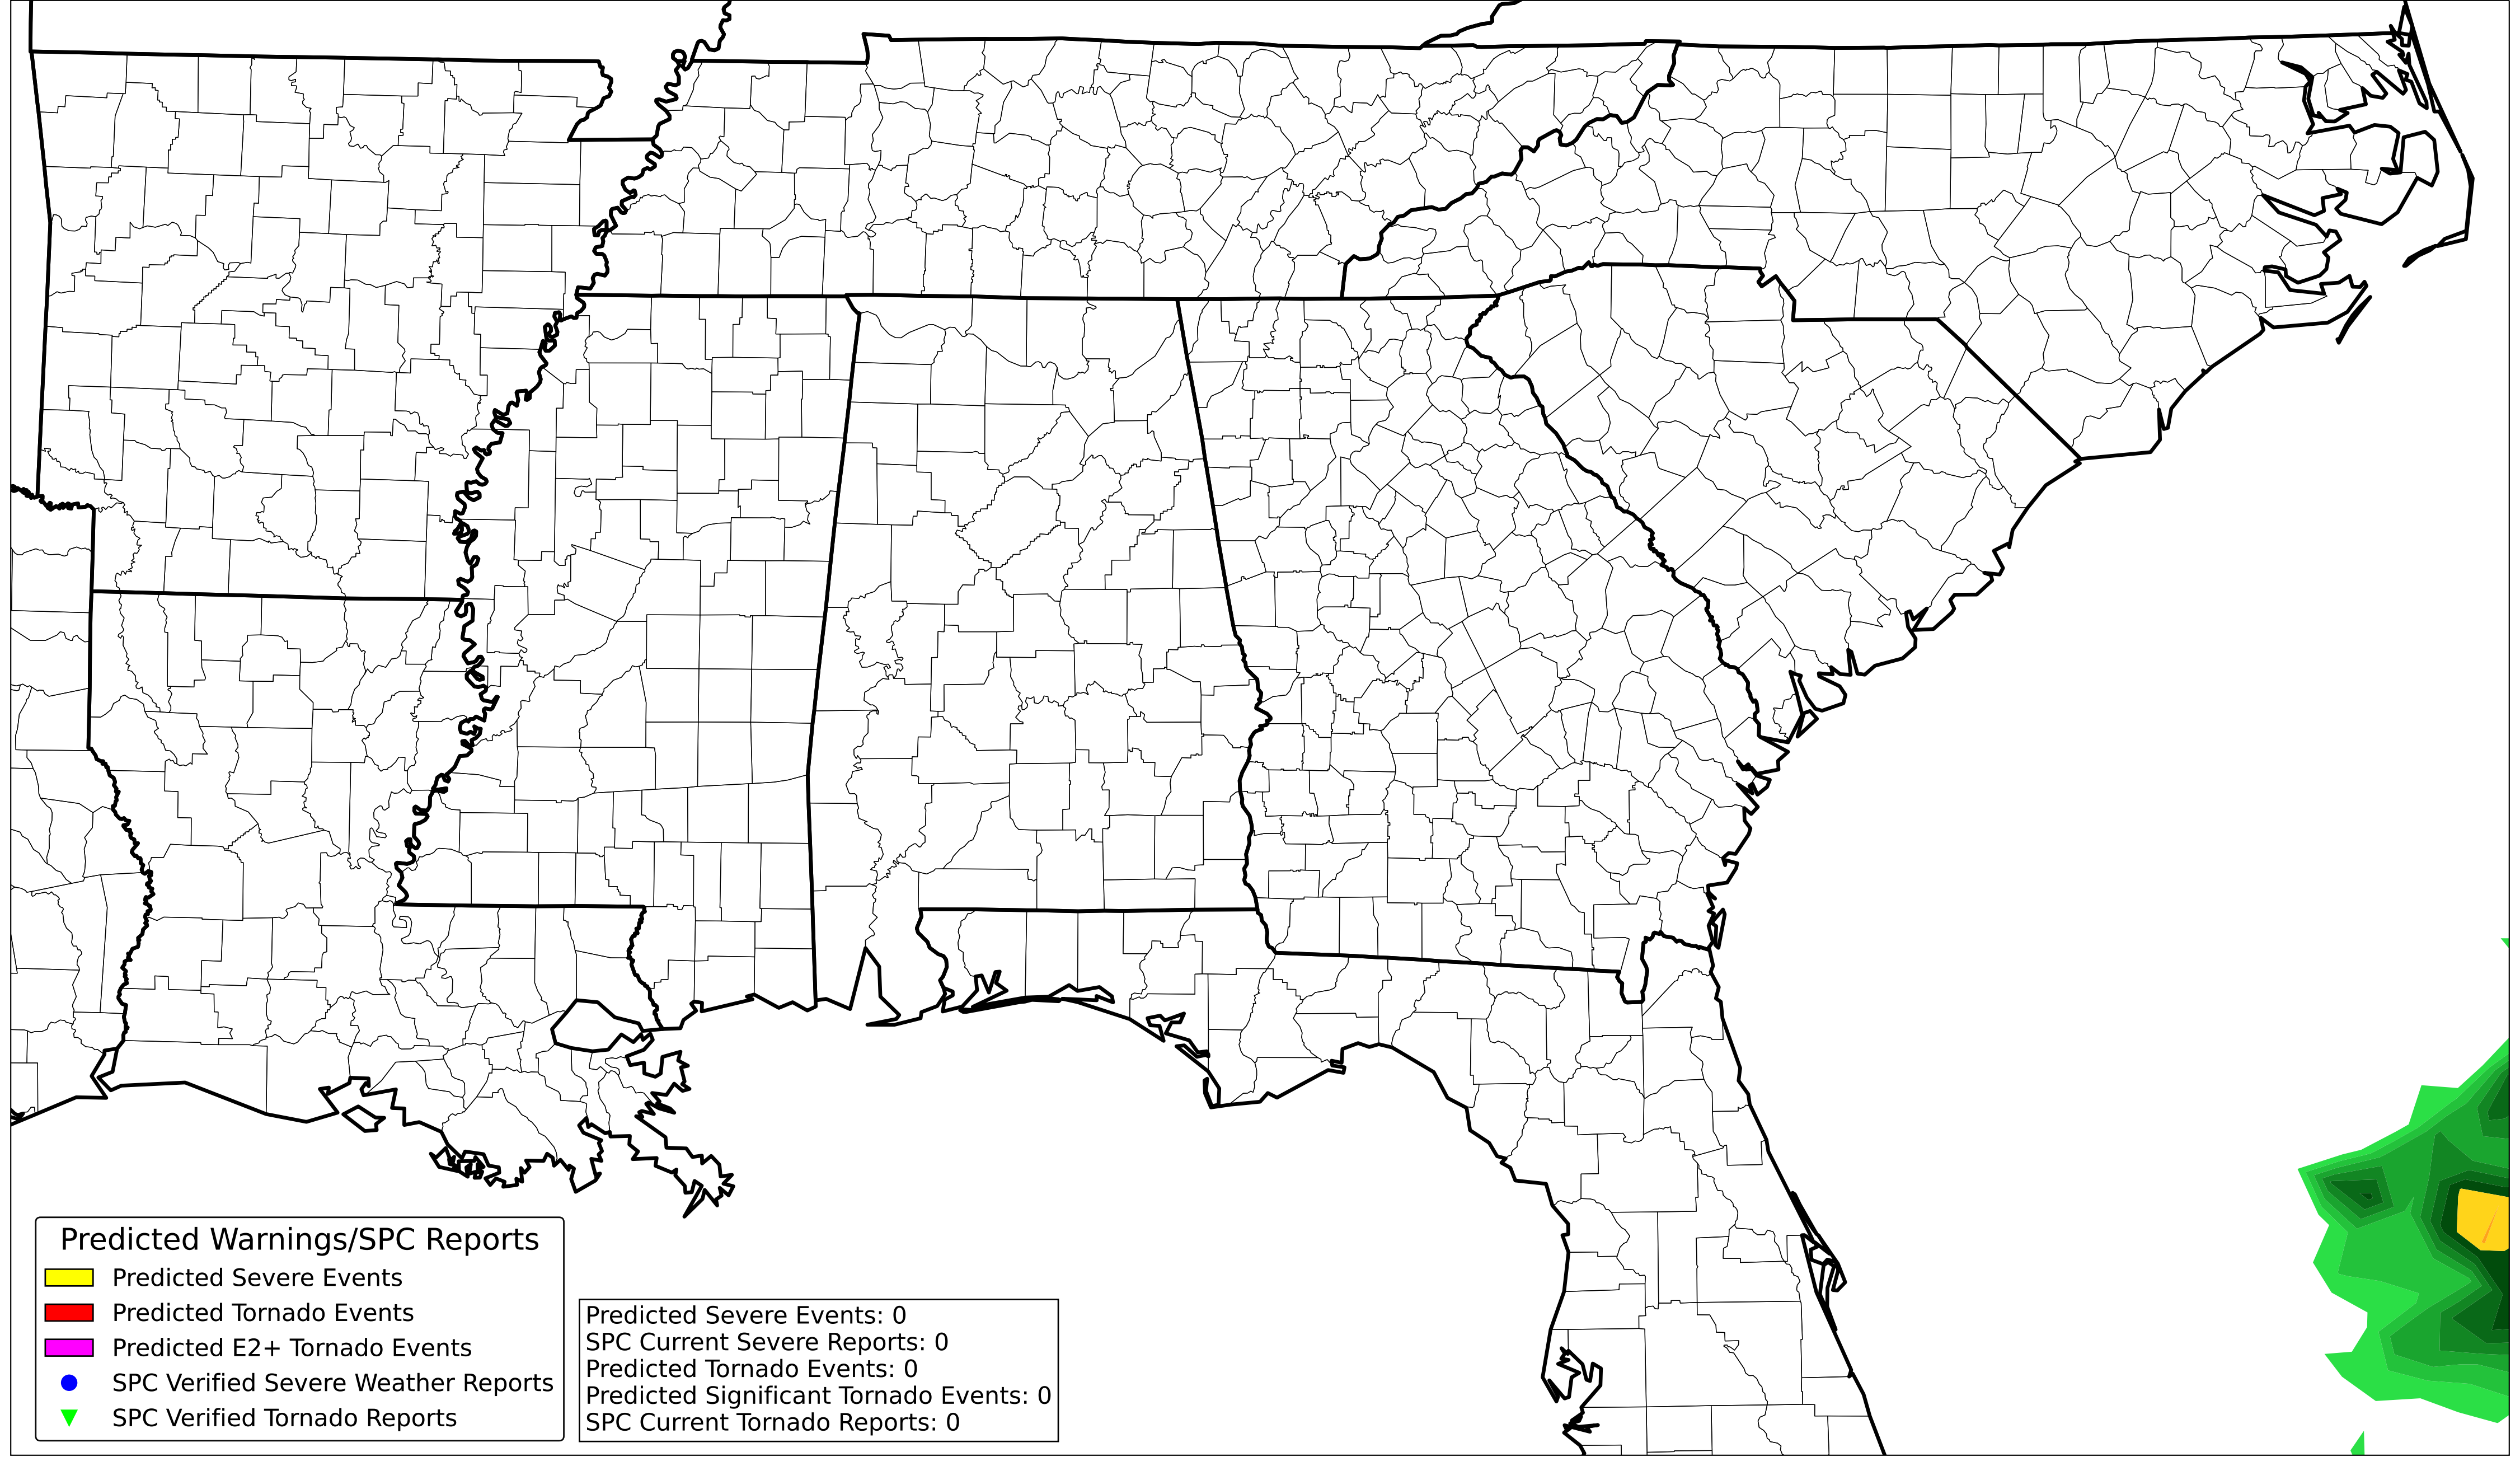 Predicted Warnings/SPC Reports
Predicted Severe Events
Predicted Tornado Events
Predicted E2+ Tornado Events
SPC Verified Severe Weather Reports
SPC Verified Tornado Reports
Predicted Severe Events: 0
SPC Current Severe Reports: 0
Predicted Tornado Events: 0
Predicted Significant Tornado Events: 0
SPC Current Tornado Reports: 0